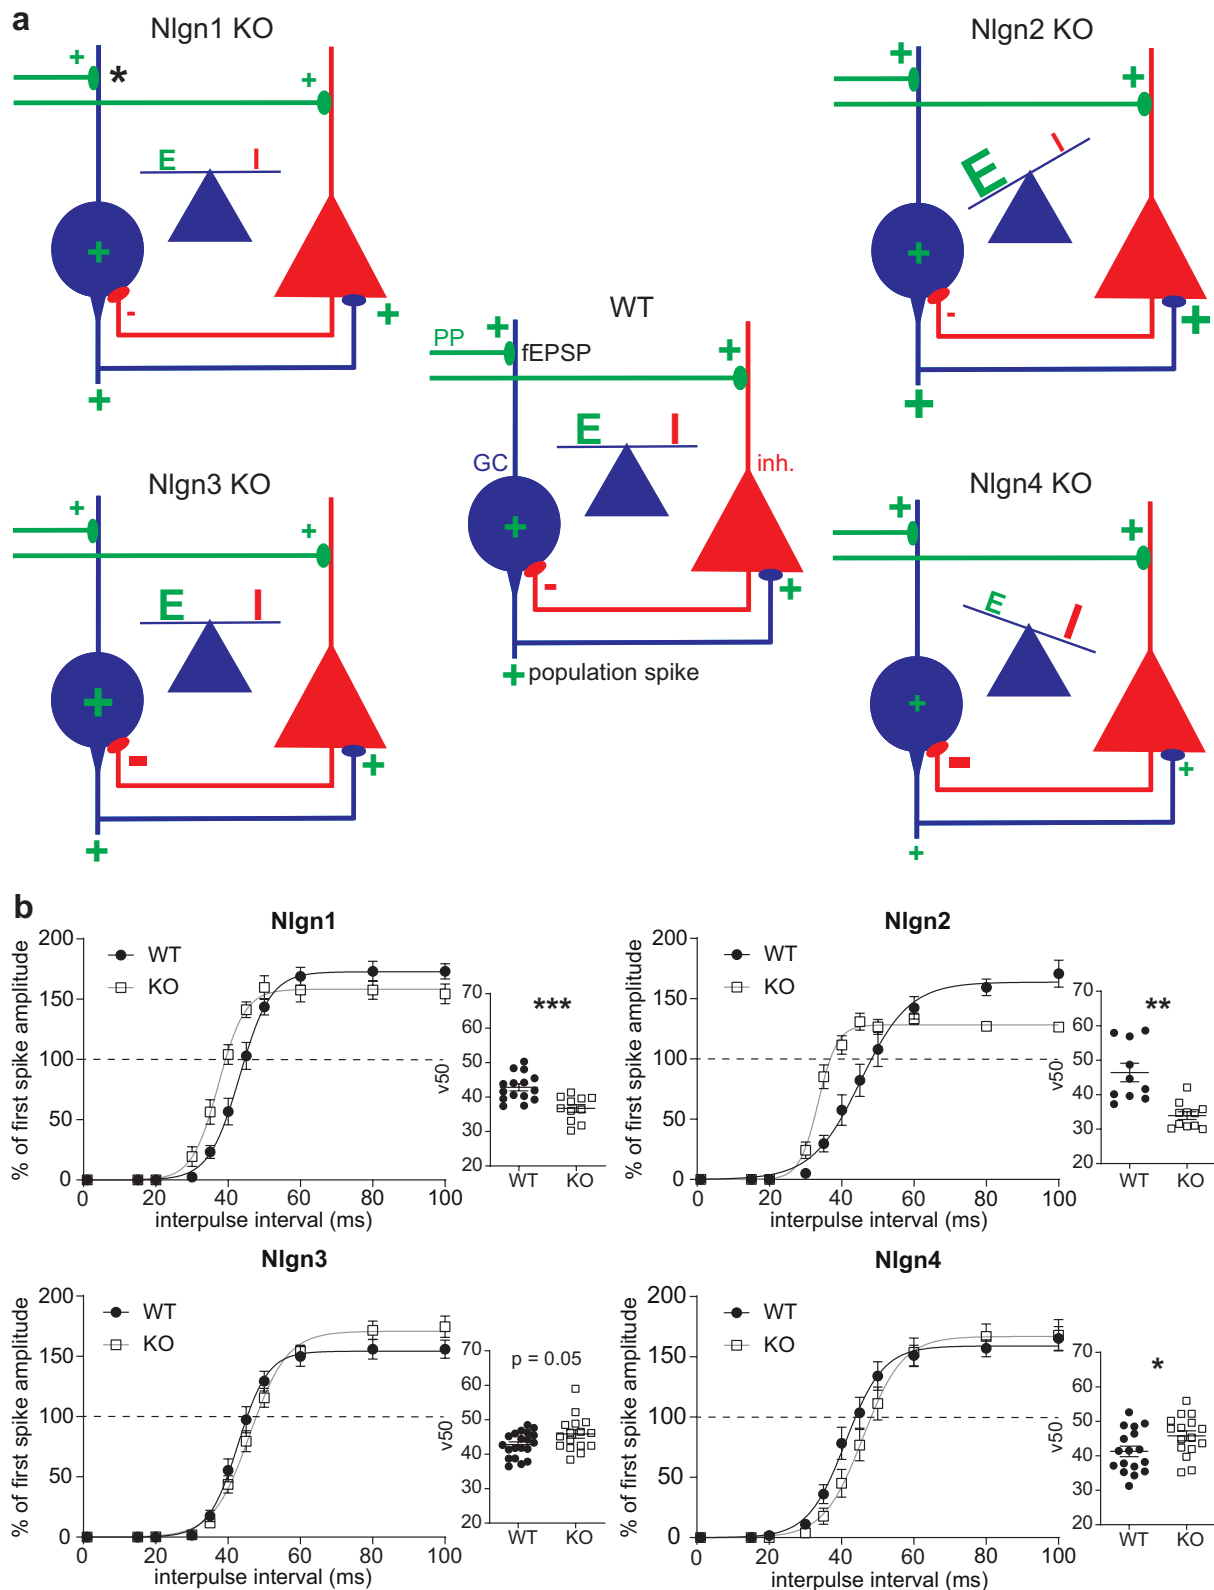 a
Nlgn1 KO
Nlgn2 KO
+ * +
+ +
E I
E I
+ - +
+
+ - +
+
WT
PP + fEPSP +
E I
GC inh.
+ - +
+ population spike
Nlgn3 KO
Nlgn4 KO
+ +
+ +
E I
E I
+ - +
+
+ - +
+
b
Nlgn1
% of first spike amplitude
200
150
100
50
0
WT
KO
0 20 40 60 80 100
interpulse interval (ms)
v50
70
60
50
40
30
20
***
WT KO
Nlgn2
% of first spike amplitude
200
150
100
50
0
WT
KO
0 20 40 60 80 100
interpulse interval (ms)
v50
70
60
50
40
30
20
**
WT KO
Nlgn3
% of first spike amplitude
200
150
100
50
0
WT
KO
0 20 40 60 80 100
interpulse interval (ms)
v50
70
60
50
40
30
20
p = 0.05
WT KO
Nlgn4
% of first spike amplitude
200
150
100
50
0
WT
KO
0 20 40 60 80 100
interpulse interval (ms)
v50
70
60
50
40
30
20
*
WT KO